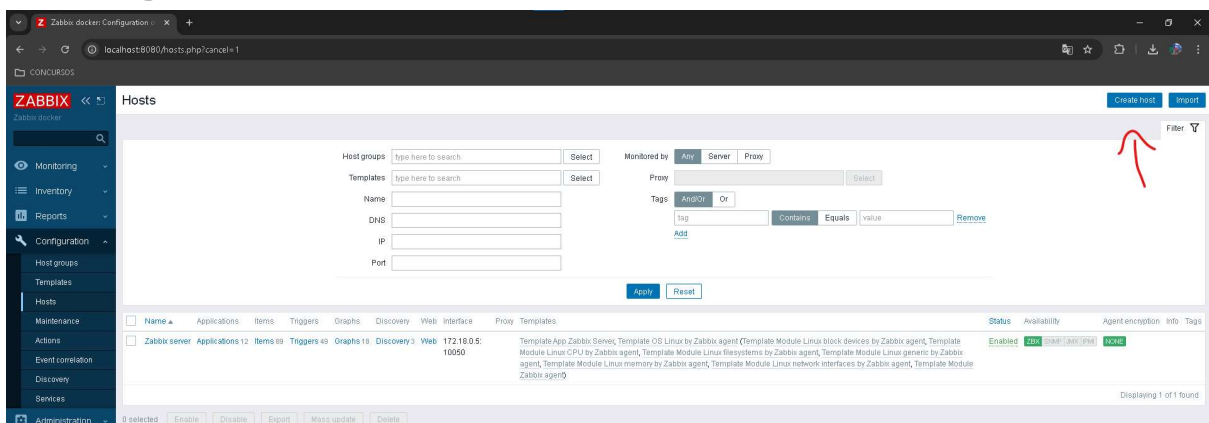 Zabbix docker: Configuration o
localhost:8080/hosts.php?cancel=1
CONCURSOS
ZABBIX
Zabbix docker
Monitoring
Inventory
Reports
Configuration
Host groups
Templates
Hosts
Maintenance
Actions
Event correlation
Discovery
Services
Administration
Hosts
Create host Import
Filter
Host groups type here to search Select Monitored by Any Server Proxy
Templates type here to search Select Proxy Select
Name Tags And/Or Or
DNS tag Contains Equals value Remove
Add
IP
Port
Apply Reset
Name Applications Items Triggers Graphs Discovery Web Interface Proxy Templates Status Availability Agent encryption Info Tags
Zabbix server Applications 12 Items 89 Triggers 49 Graphs 18 Discovery 3 Web 172.18.0.5: Template App Zabbix Server, Template OS Linux by Zabbix agent (Template Module Linux block devices by Zabbix agent, Template Enabled ZBX SNMP JMX IPMI NONE
10050 Module Linux CPU by Zabbix agent, Template Module Linux filesystems by Zabbix agent, Template Module Linux generic by Zabbix
agent, Template Module Linux memory by Zabbix agent, Template Module Linux network interfaces by Zabbix agent, Template Module
Zabbix agent)
Displaying 1 of 1 found
0 selected Enable Disable Export Mass update Delete